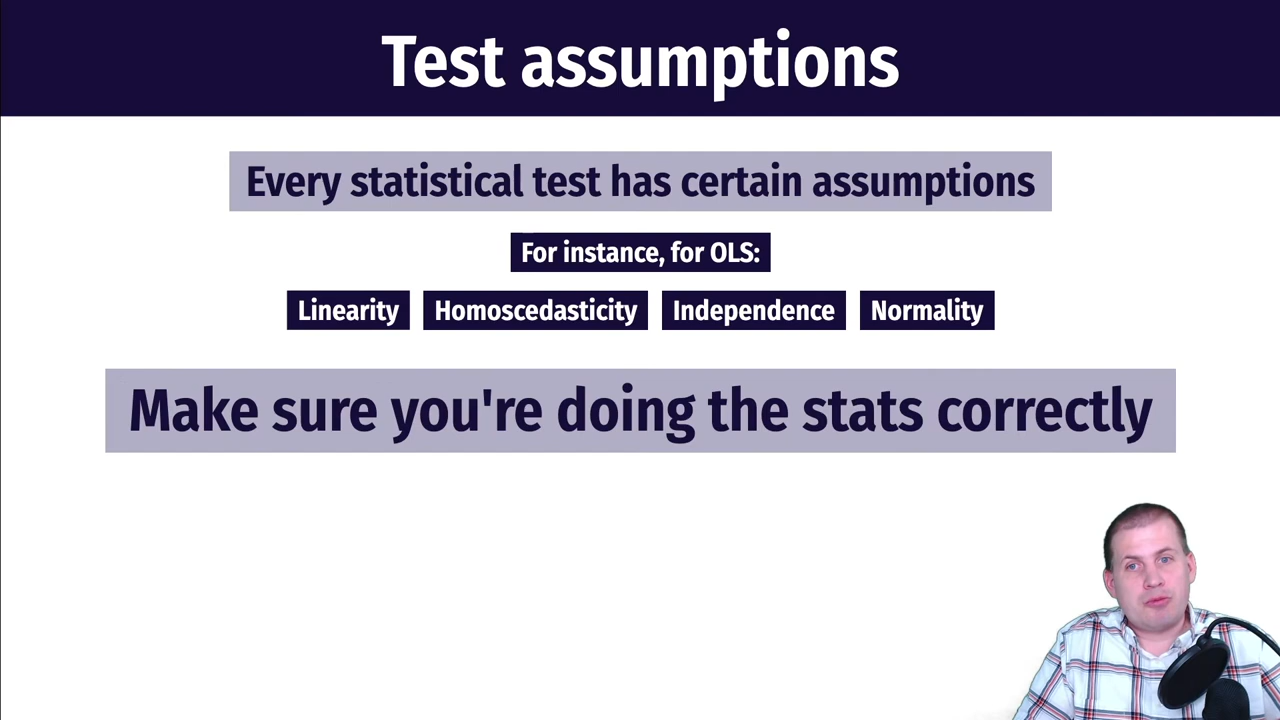 Test assumptions
Every statistical test has certain assumptions
For instance, for OLS:
Linearity Homoscedasticity Independence Normality
Make sure you're doing the stats correctly